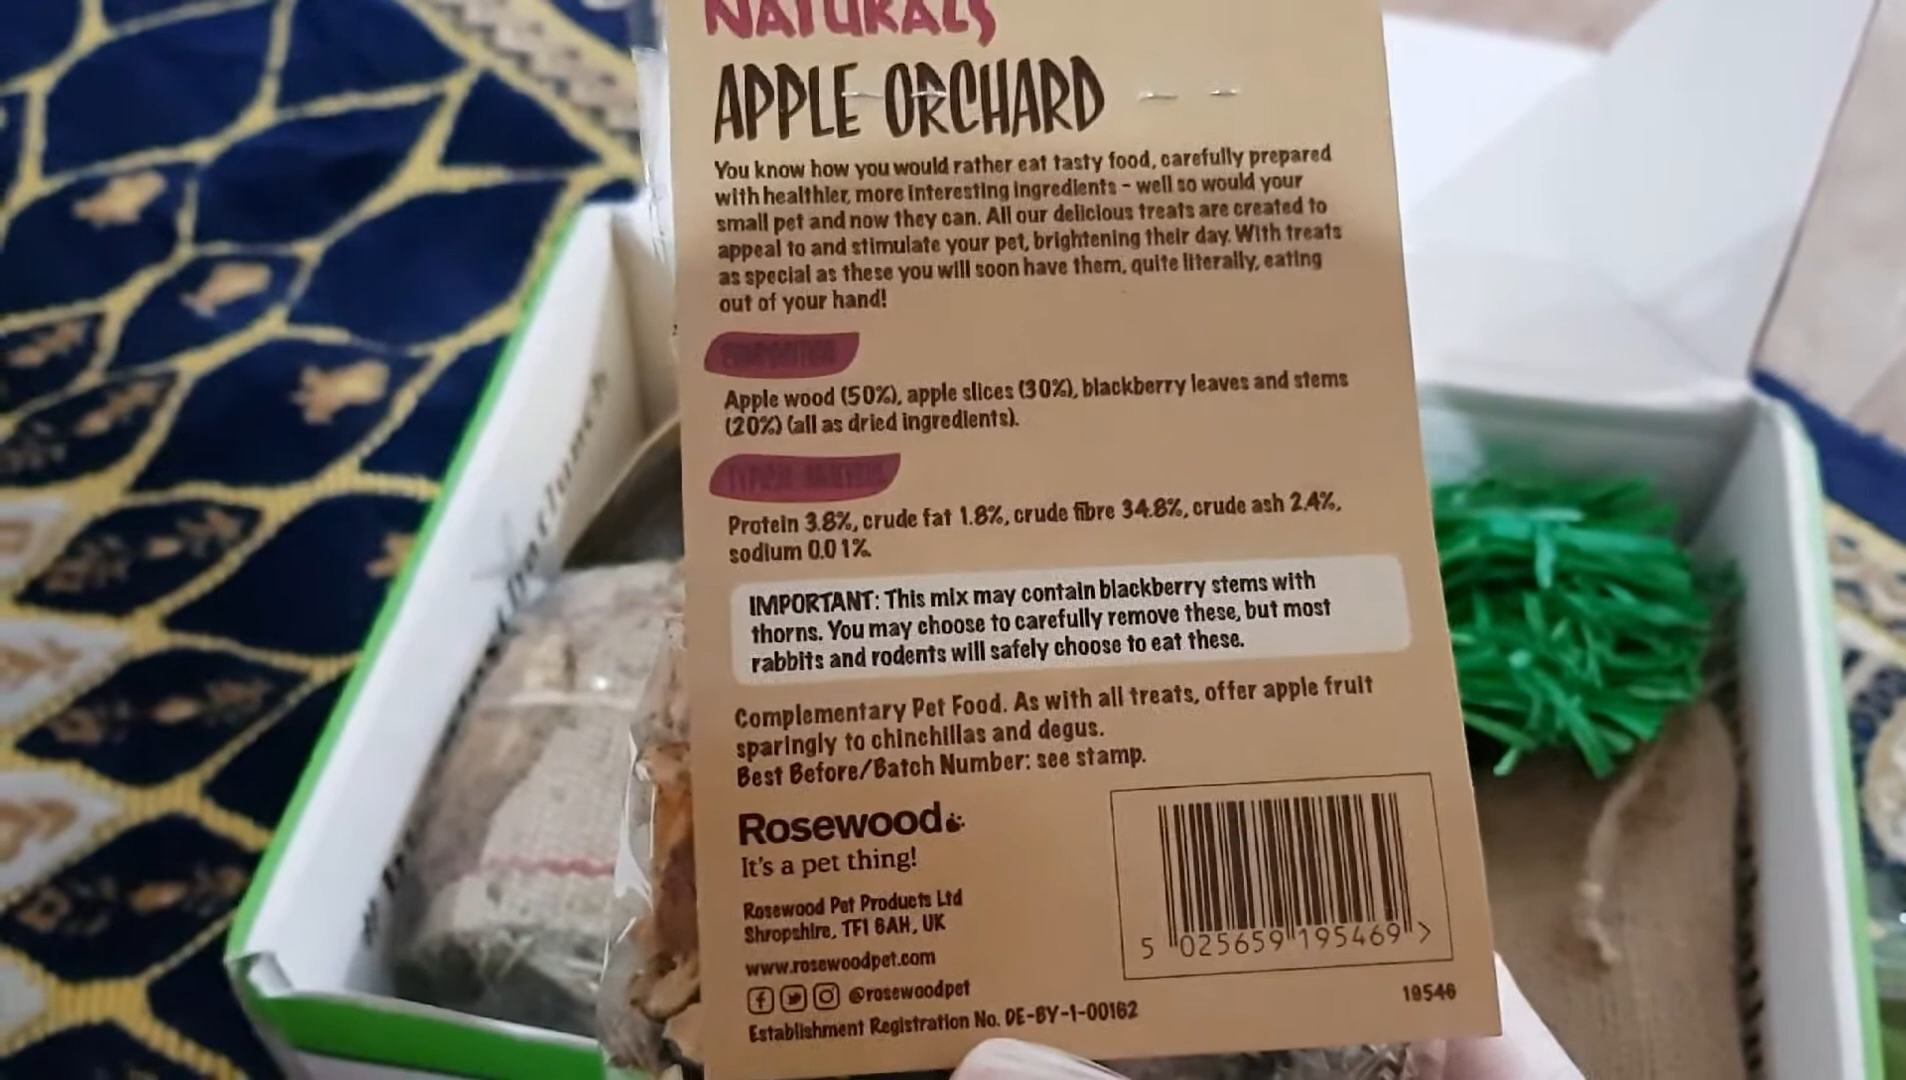 NATURALS
APPLE ORCHARD
You know how you would rather eat tasty food, carefully prepared
with healthier, more interesting ingredients – well so would your
small pet and now they can. All our delicious treats are created to
appeal to and stimulate your pet, brightening their day. With treats
as special as these you will soon have them, quite literally, eating
out of your hand!
COMPOSITION
Apple wood (50%), apple slices (30%), blackberry leaves and stems
(20%) (all as dried ingredients).
Protein 3.8%, crude fat 1.8%, crude fibre 34.8%, crude ash 2.4%,
sodium 0.01%.
IMPORTANT: This mix may contain blackberry stems with
thorns. You may choose to carefully remove these, but most
rabbits and rodents will safely choose to eat these.
Complementary Pet Food. As with all treats, offer apple fruit
sparingly to chinchillas and degus.
Best Before/Batch Number: see stamp.
Rosewood
It's a pet thing!
Rosewood Pet Products Ltd
Shropshire, TF1 6AH, UK
www.rosewoodpet.com
@rosewoodpet
Establishment Registration No. DE-BY-1-00162
5 025659 195469 >
19546